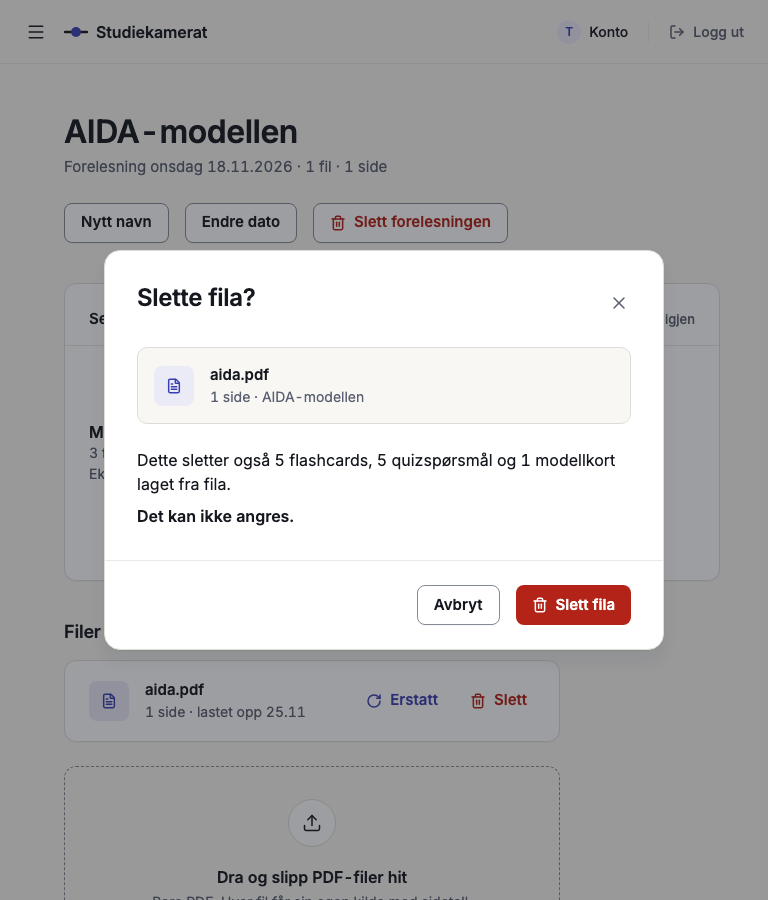 Studiekamerat
T Konto
Logg ut
AIDA-modellen
Forelesning onsdag 18.11.2026 · 1 fil · 1 side
Nytt navn
Endre dato
Slett forelesningen
Slette fila?
igjen
aida.pdf
1 side · AIDA-modellen
Dette sletter også 5 flashcards, 5 quizspørsmål og 1 modellkort
laget fra fila.
Det kan ikke angres.
Avbryt
Slett fila
Filer
aida.pdf
1 side · lastet opp 25.11
Erstatt
Slett
Dra og slipp PDF-filer hit